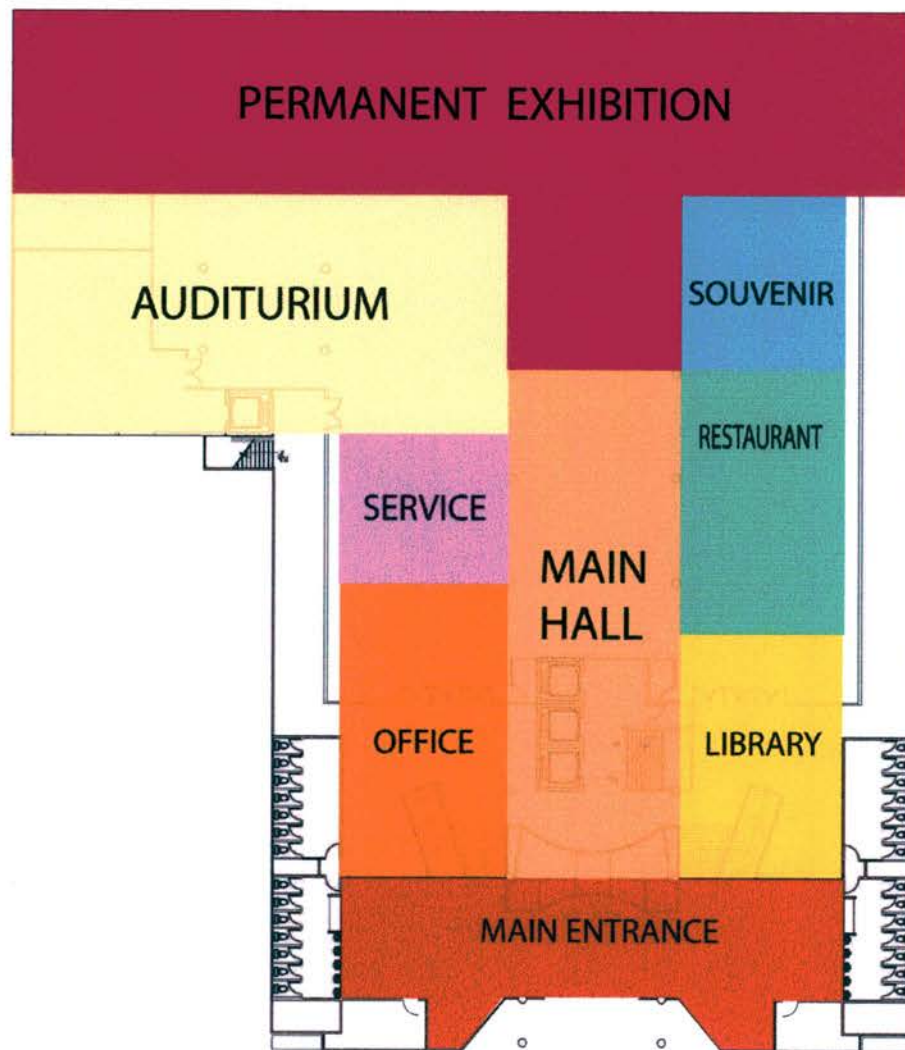 PERMANENT EXHIBITION
AUDITURIUM
SOUVENIR
RESTAURANT
SERVICE
MAIN
HALL
OFFICE
LIBRARY
MAIN ENTRANCE